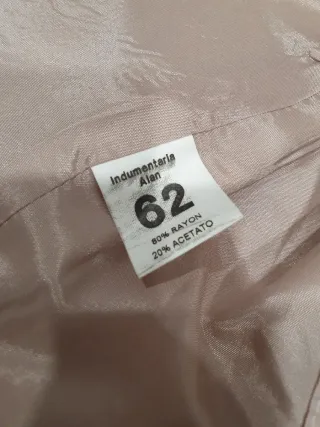 Indumentaria
Alan
62
80% RAYON
20% ACETATO